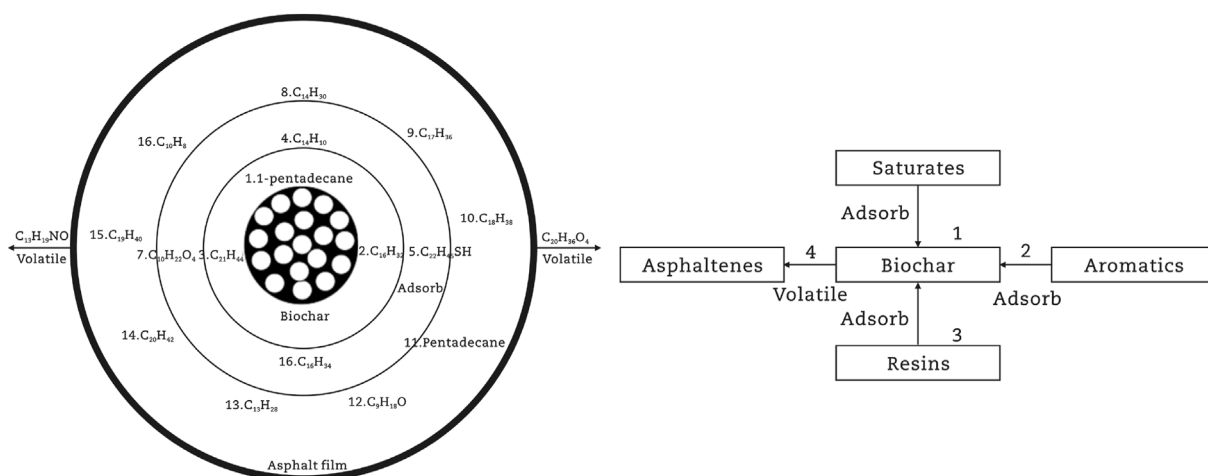 8.C₁₄H₃₀
9.C₁₇H₃₆
16.C₁₀H₈
4.C₁₄H₁₀
1.1-pentadecane
10.C₁₈H₃₈
C₁₃H₁₉NO
Volatile
15.C₁₉H₄₀
7.C₁₀H₂₂O₄
3.C₂₁H₄₄
2.C₁₆H₃₂
5.C₂₂H₄₅SH
C₂₀H₃₆O₄
Volatile
Adsorb
Biochar
14.C₂₀H₄₂
11.Pentadecane
16.C₁₆H₃₄
13.C₁₃H₂₈
12.C₉H₁₈O
Asphalt film
Saturates
Adsorb
1
Asphaltenes
4
Volatile
Biochar
2
Adsorb
Aromatics
Adsorb
3
Resins